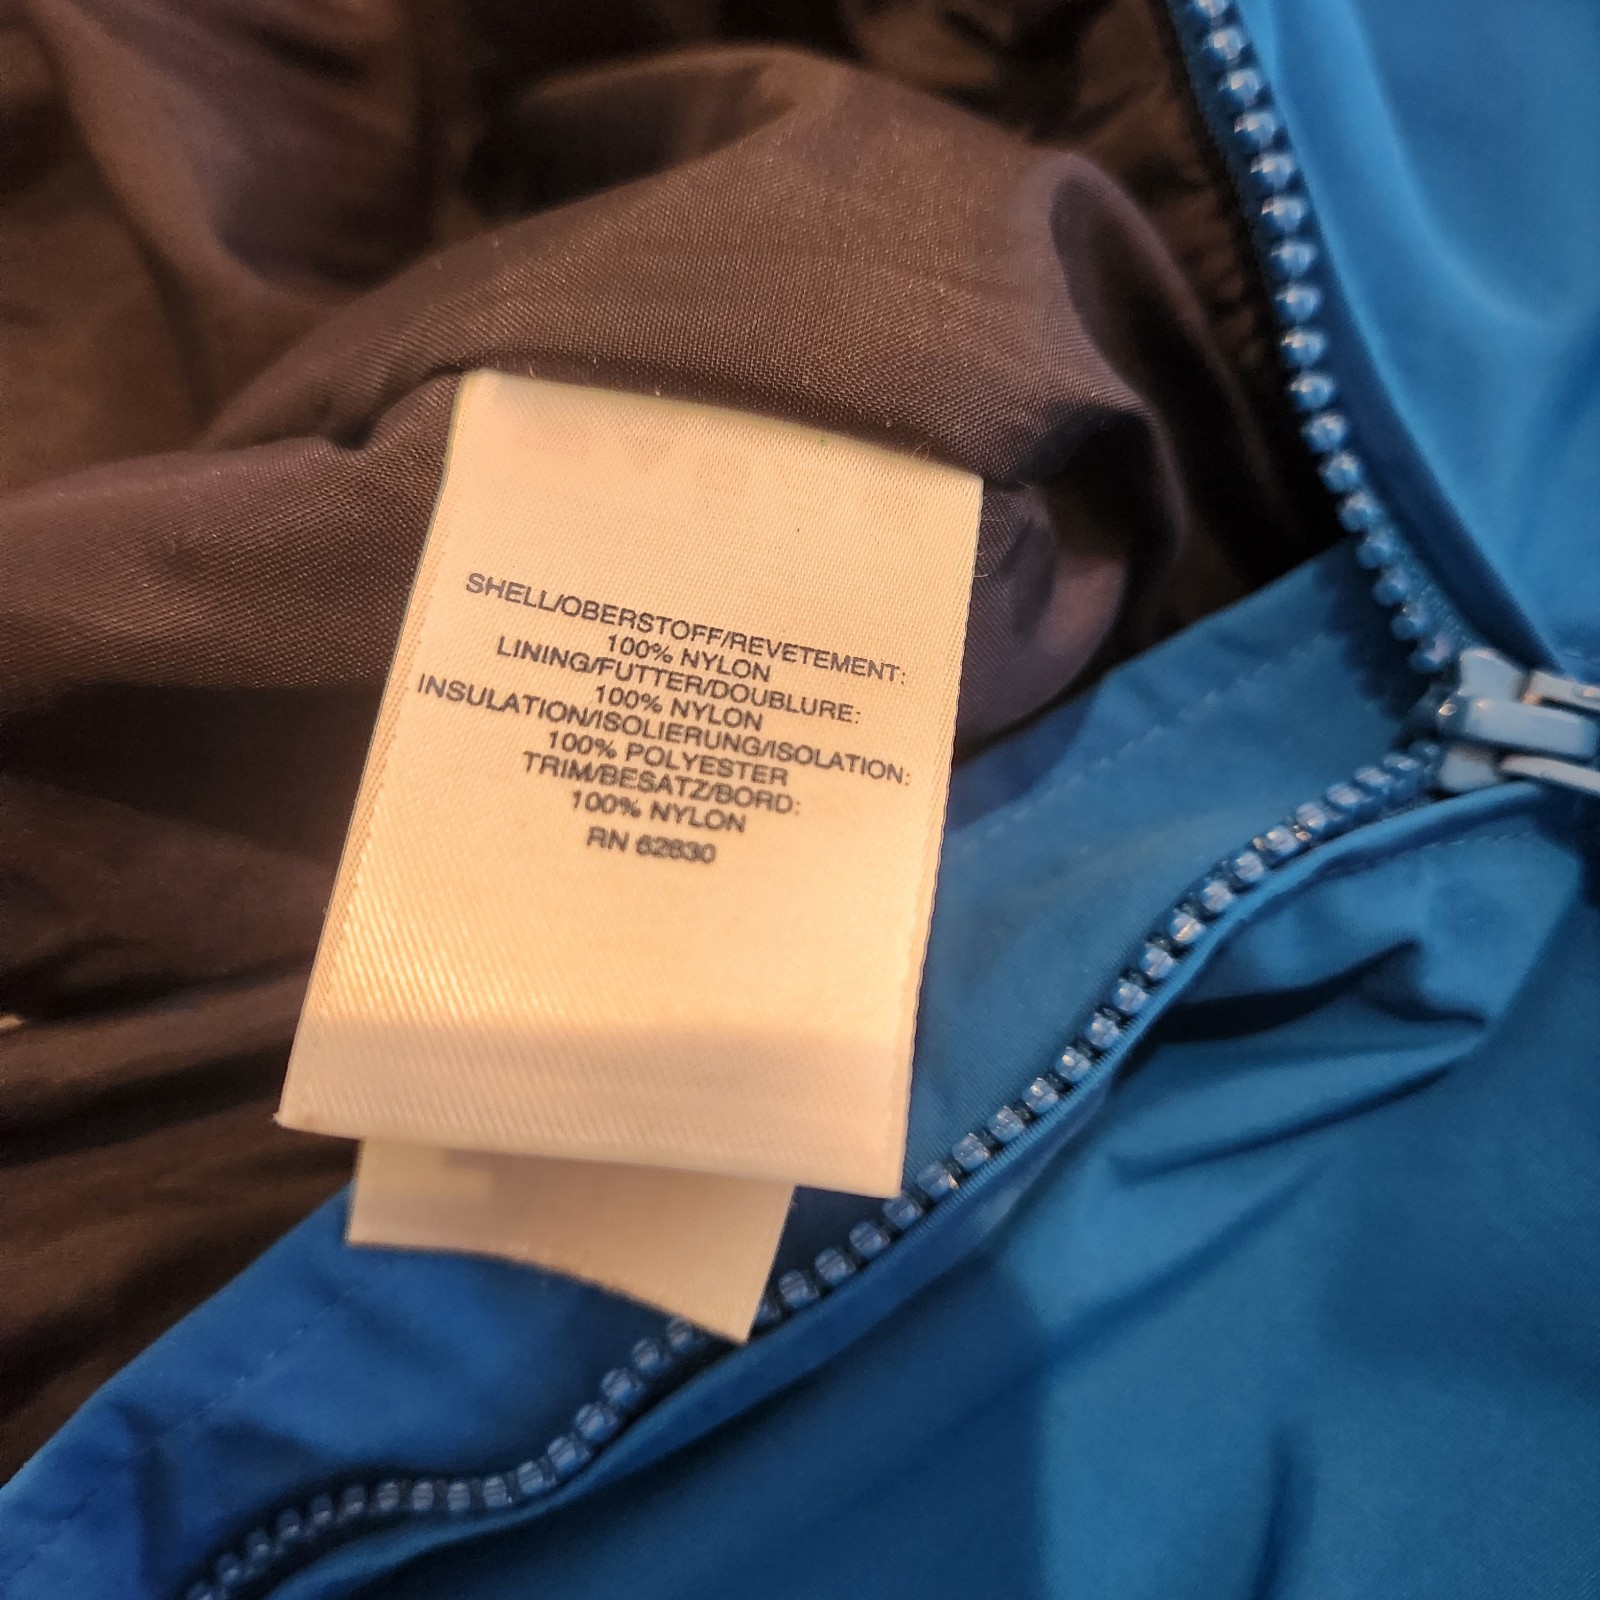 SHELL/OBERSTOFF/REVETEMENT:
100% NYLON
LINING/FUTTER/DOUBLURE:
100% NYLON
INSULATION/ISOLIERUNG/ISOLATION:
100% POLYESTER
TRIM/BESATZ/BORD:
100% NYLON
RN 62830